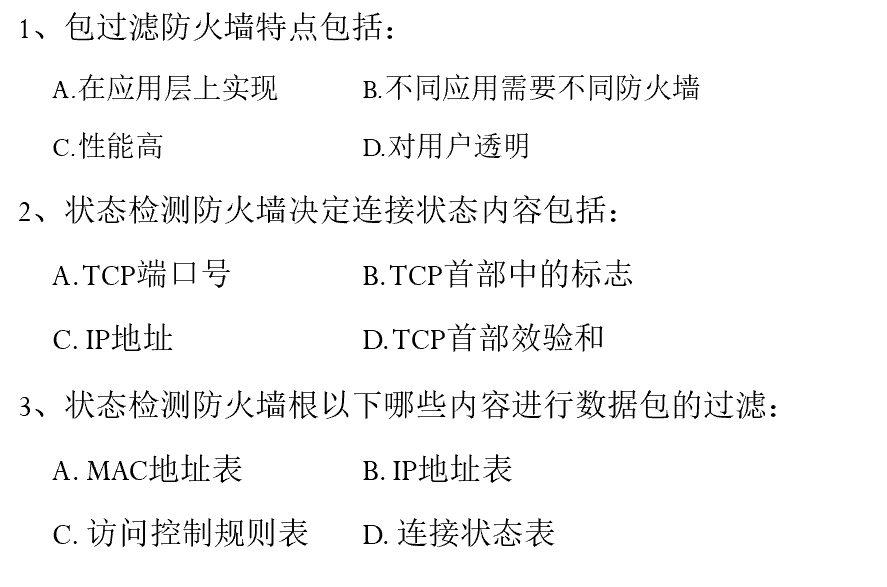 1、包过滤防火墙特点包括：
A.在应用层上实现 B.不同应用需要不同防火墙
C.性能高 D.对用户透明
2、状态检测防火墙决定连接状态内容包括：
A.TCP端口号 B.TCP首部中的标志
C. IP地址 D.TCP首部效验和
3、状态检测防火墙根以下哪些内容进行数据包的过滤：
A. MAC地址表 B. IP地址表
C. 访问控制规则表 D. 连接状态表